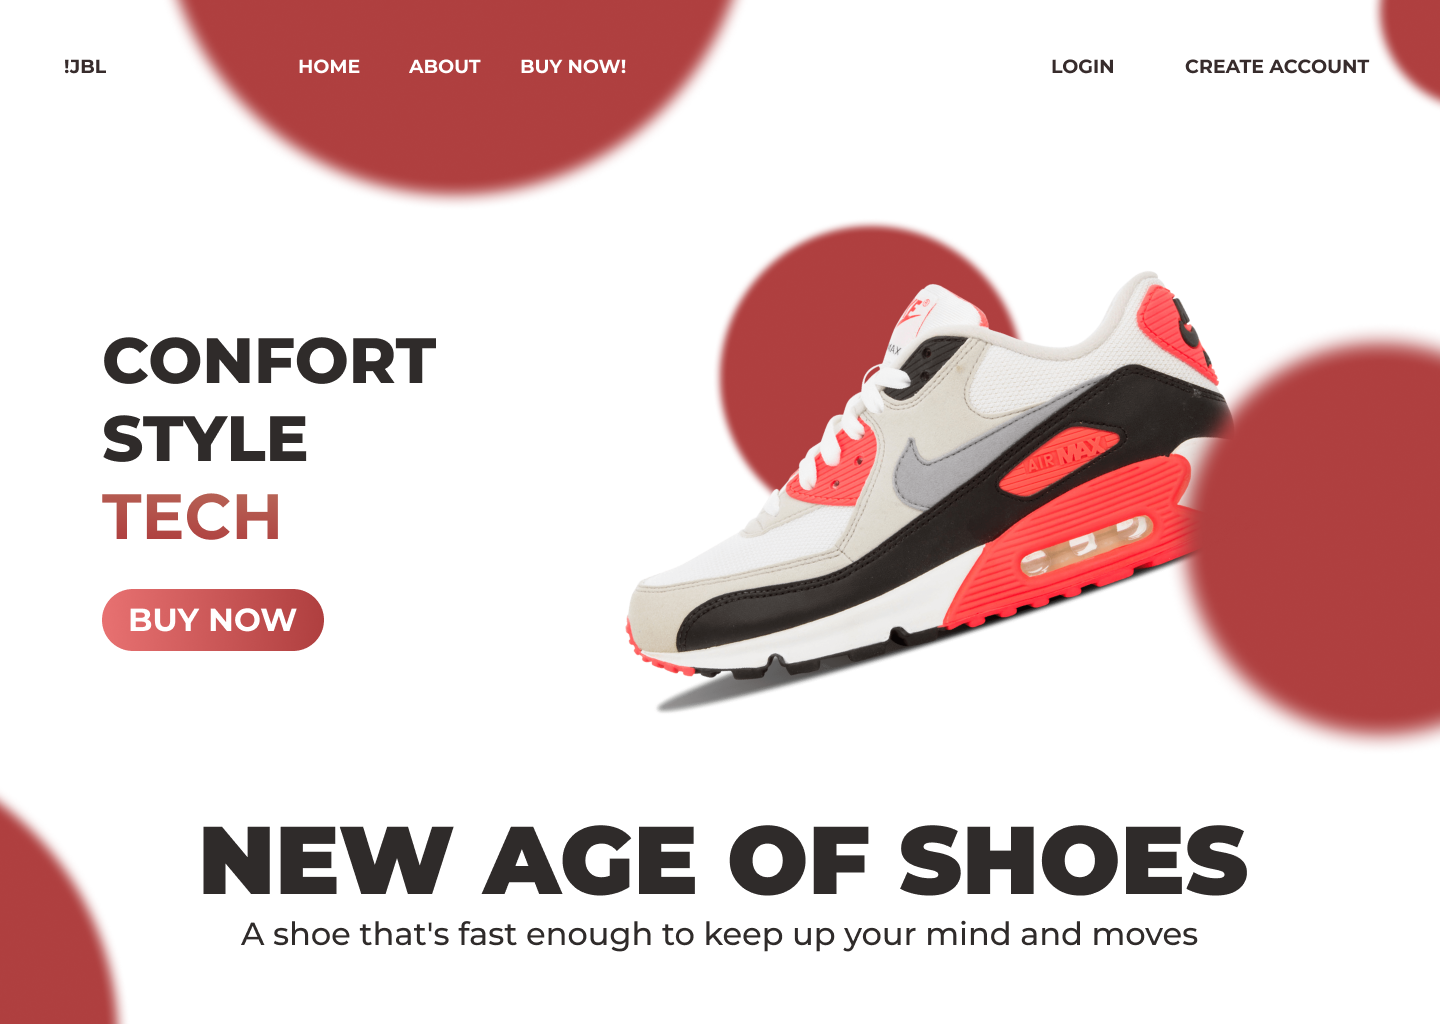 !JBL
HOME ABOUT BUY NOW!
LOGIN CREATE ACCOUNT
CONFORT
STYLE
TECH
BUY NOW
AIR MAX
NEW AGE OF SHOES
A shoe that's fast enough to keep up your mind and moves